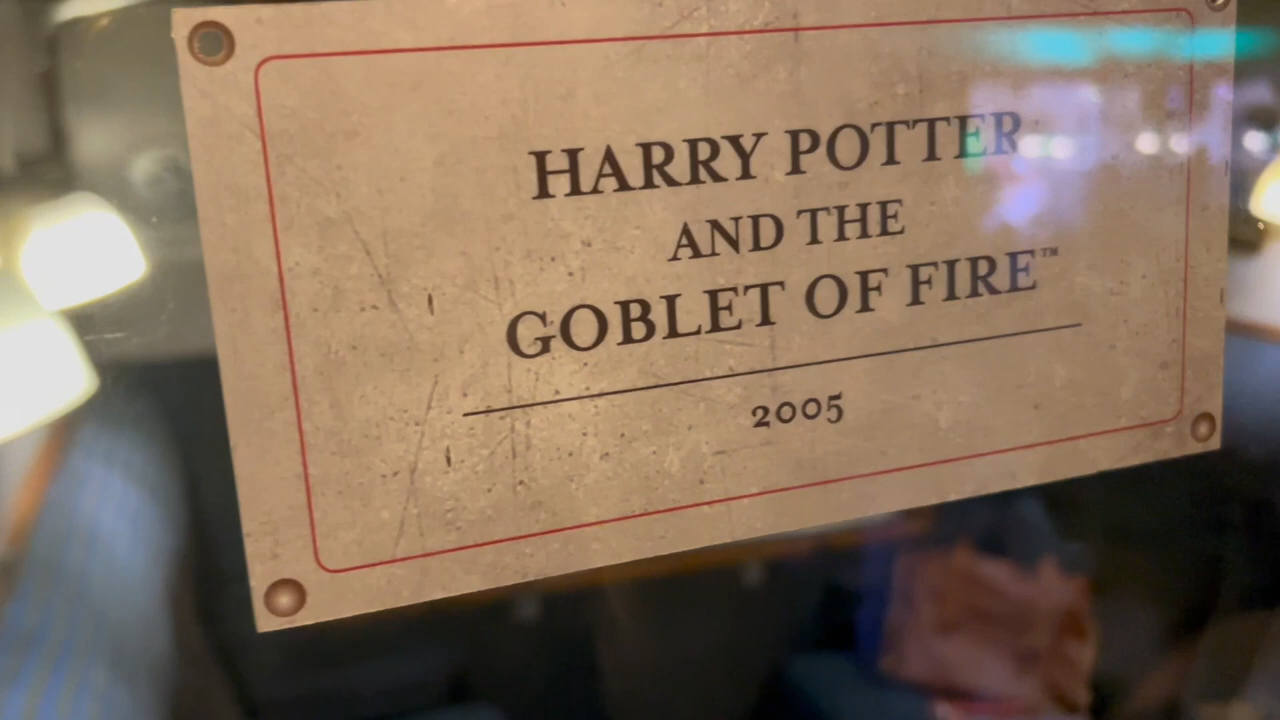 HARRY POTTER
AND THE
GOBLET OF FIRE™
2005